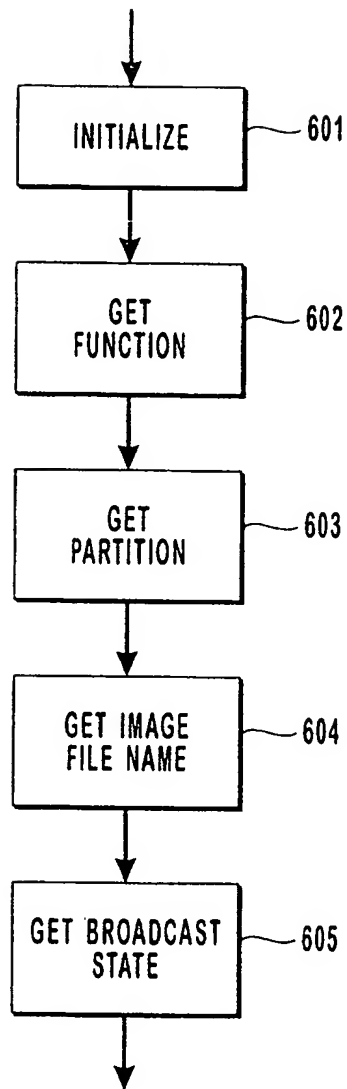 INITIALIZE
601
GET
FUNCTION
602
GET
PARTITION
603
GET IMAGE
FILE NAME
604
GET BROADCAST
STATE
605